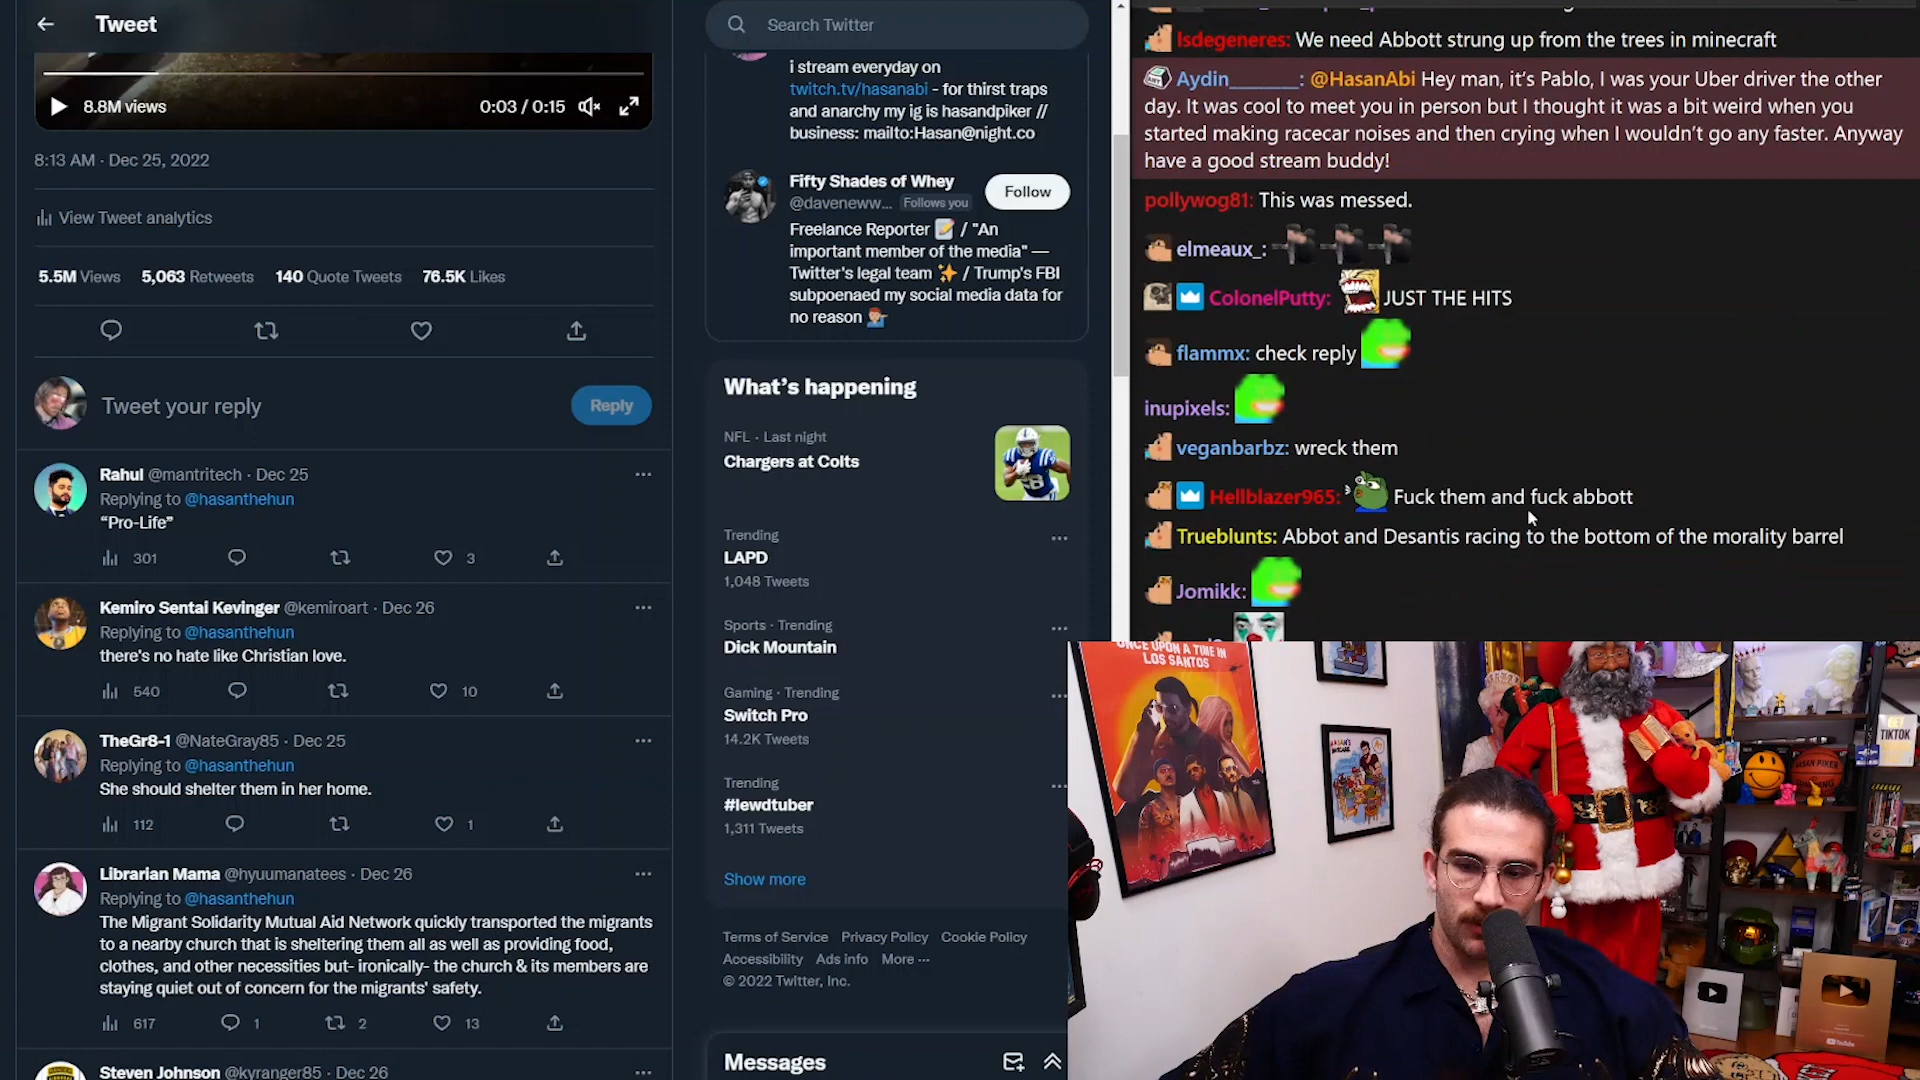 Tweet
8.8M views
0:03 / 0:15
8:13 AM · Dec 25, 2022
View Tweet analytics
5.5M Views 5,063 Retweets 140 Quote Tweets 76.5K Likes
Tweet your reply
Reply
Rahul @mantritech · Dec 25
Replying to @hasanthehun
“Pro-Life”
301
3
Kemiro Sentai Kevinger @kemiroart · Dec 26
Replying to @hasanthehun
there's no hate like Christian love.
540
10
TheGr8-1 @NateGray85 · Dec 25
Replying to @hasanthehun
She should shelter them in her home.
112
1
Librarian Mama @hyuumanatees · Dec 26
Replying to @hasanthehun
The Migrant Solidarity Mutual Aid Network quickly transported the migrants
to a nearby church that is sheltering them all as well as providing food,
clothes, and other necessities but- ironically- the church & its members are
staying quiet out of concern for the migrants' safety.
617
1
2
13
Steven Johnson @kyranger85 · Dec 26
Search Twitter
i stream everyday on
twitch.tv/hasanabi - for thirst traps
and anarchy my ig is hasandpiker //
business: mailto:Hasan@night.co
Fifty Shades of Whey
@daveneww... Follows you
Follow
Freelance Reporter 📝 / "An
important member of the media" —
Twitter's legal team ✨ / Trump's FBI
subpoenaed my social media data for
no reason 💁🏼‍♂️
What's happening
NFL · Last night
Chargers at Colts
Trending
LAPD
1,048 Tweets
Sports · Trending
Dick Mountain
Gaming · Trending
Switch Pro
14.2K Tweets
Trending
#lewdtuber
1,311 Tweets
Show more
Terms of Service Privacy Policy Cookie Policy
Accessibility Ads info More ···
© 2022 Twitter, Inc.
Messages
lsdegeneres: We need Abbott strung up from the trees in minecraft
Aydin_______: @HasanAbi Hey man, it's Pablo, I was your Uber driver the other
day. It was cool to meet you in person but I thought it was a bit weird when you
started making racecar noises and then crying when I wouldn't go any faster. Anyway
have a good stream buddy!
pollywog81: This was messed.
elmeaux_:
ColonelPutty: JUST THE HITS
flammx: check reply
inupixels:
veganbarbz: wreck them
Hellblazer965: Fuck them and fuck abbott
Trueblunts: Abbot and Desantis racing to the bottom of the morality barrel
Jomikk:
ONCE UPON A TIME IN
LOS SANTOS
GET
TIKTOK